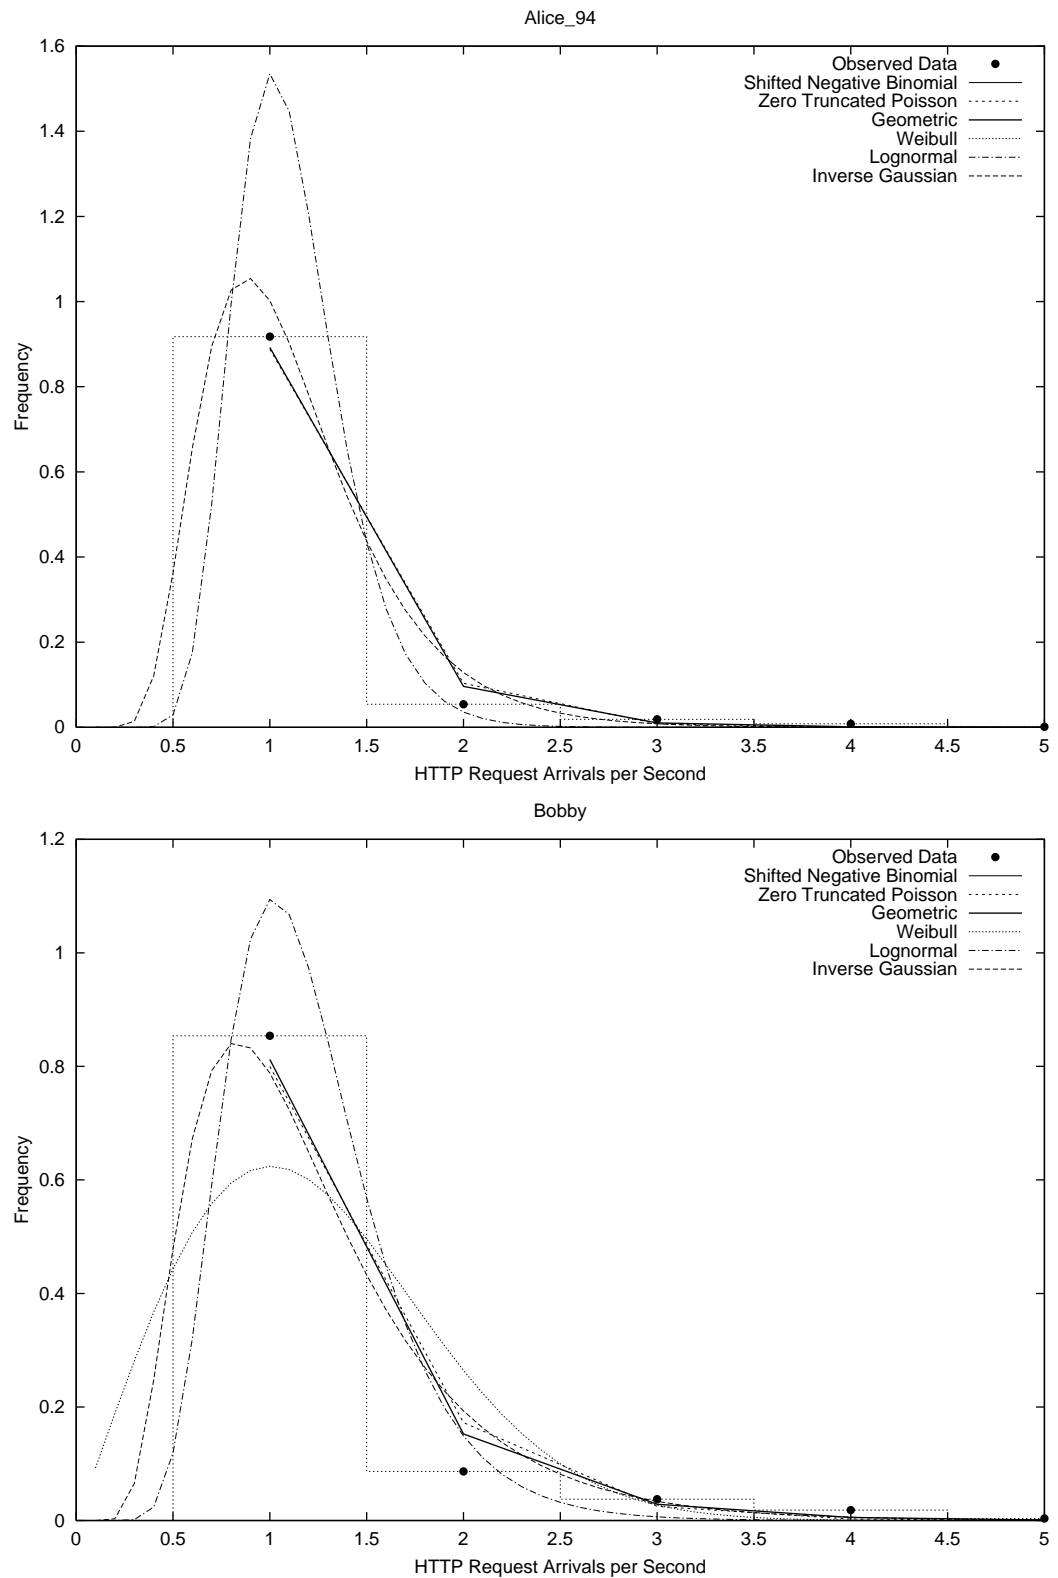 Alice_94
1.6
1.4
1.2
1
0.8
0.6
0.4
0.2
0
Frequency
Observed Data
Shifted Negative Binomial
Zero Truncated Poisson
Geometric
Weibull
Lognormal
Inverse Gaussian
0 0.5 1 1.5 2 2.5 3 3.5 4 4.5 5
HTTP Request Arrivals per Second
Bobby
1.2
1
0.8
0.6
0.4
0.2
0
Frequency
Observed Data
Shifted Negative Binomial
Zero Truncated Poisson
Geometric
Weibull
Lognormal
Inverse Gaussian
0 0.5 1 1.5 2 2.5 3 3.5 4 4.5 5
HTTP Request Arrivals per Second